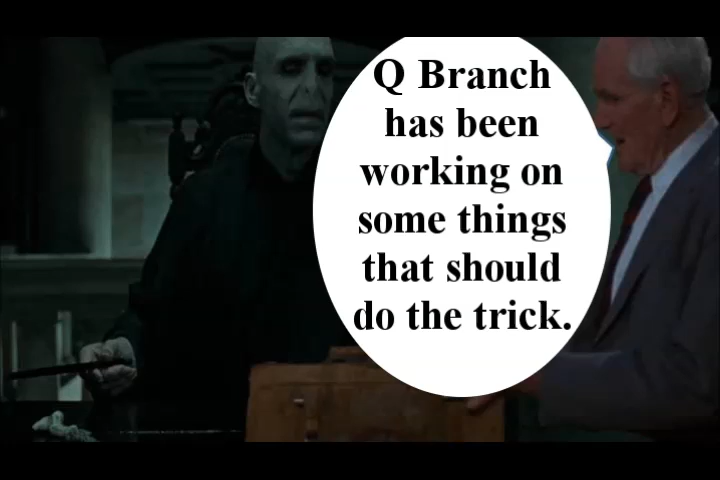 Q Branch
has been
working on
some things
that should
do the trick.